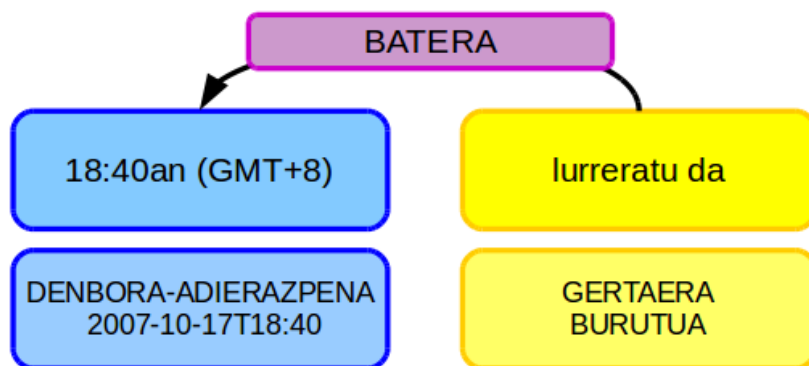 BATERA
18:40an (GMT+8)
lurreratu da
DENBORA-ADIERAZPENA
2007-10-17T18:40
GERTAERA
BURUTUA